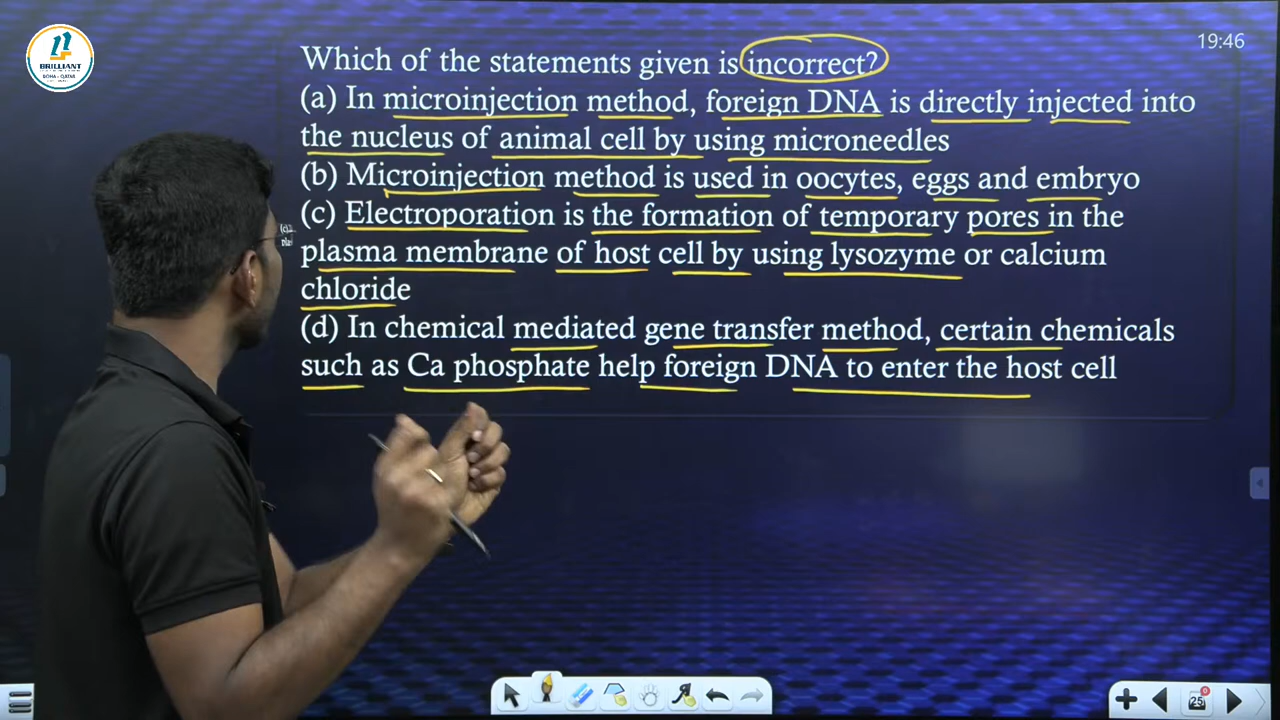 BRILLIANT
DOHA - QATAR
19:46
Which of the statements given is incorrect?
(a) In microinjection method, foreign DNA is directly injected into
the nucleus of animal cell by using microneedles
(b) Microinjection method is used in oocytes, eggs and embryo
(c) Electroporation is the formation of temporary pores in the
plasma membrane of host cell by using lysozyme or calcium
chloride
(d) In chemical mediated gene transfer method, certain chemicals
such as Ca phosphate help foreign DNA to enter the host cell
25